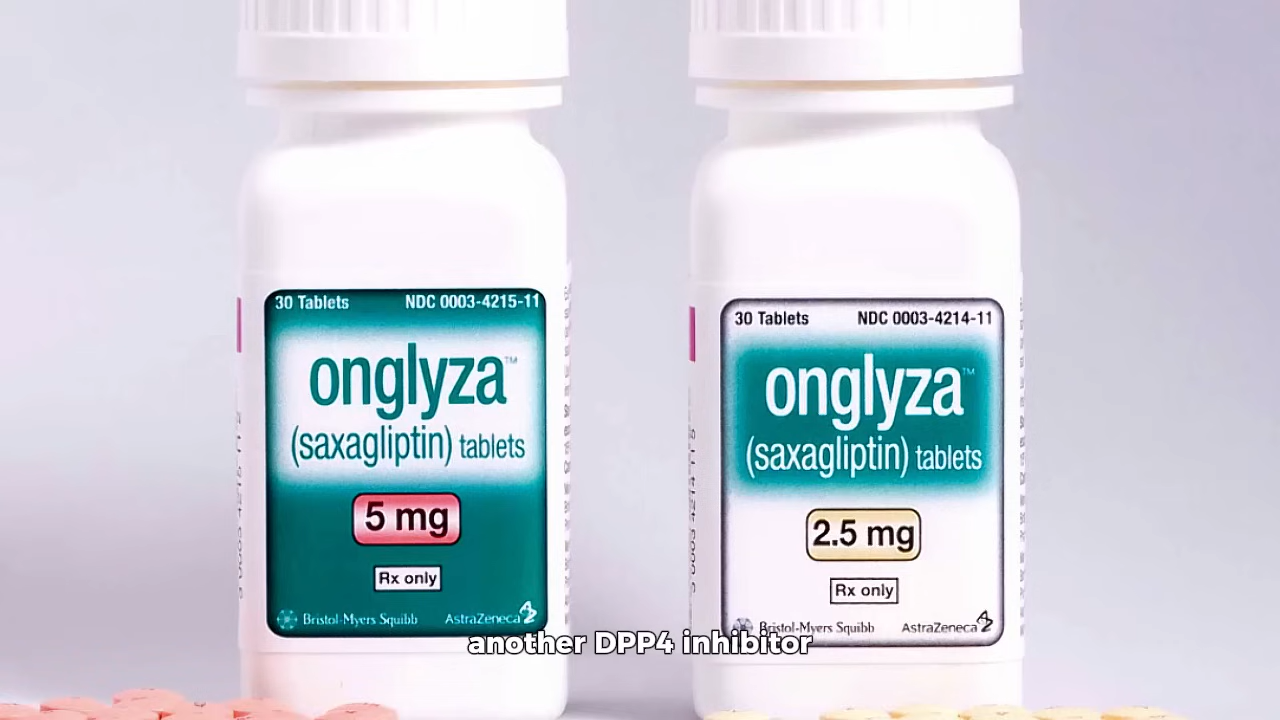 30 Tablets NDC 0003-4215-11
onglyza™
(saxagliptin) tablets
5 mg
Rx only
Bristol-Myers Squibb AstraZeneca
30 Tablets NDC 0003-4214-11
onglyza™
(saxagliptin) tablets
2.5 mg
Rx only
Bristol-Myers Squibb AstraZeneca
another DPP4 inhibitor